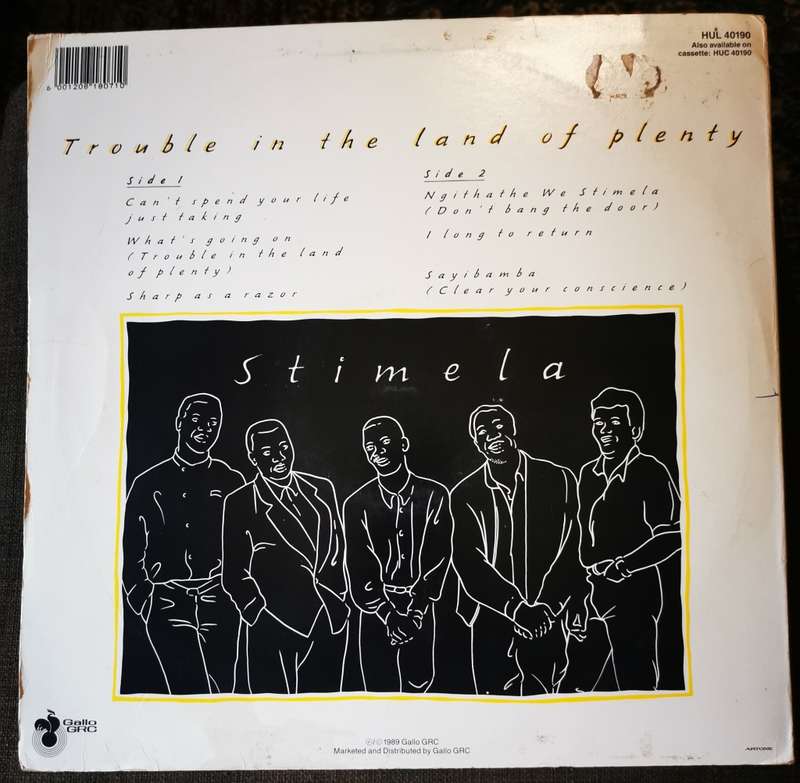 6 001208 180710
HUL 40190
Also available on
cassette: HUC 40190
Trouble in the land of plenty
Side 1
Can't spend your life
just taking
What's going on
(Trouble in the land
of plenty)
Sharp as a razor
Side 2
Ngithathe We Stimela
(Don't bang the door)
I long to return
Sayibamba
(Clear your conscience)
Stimela
Gallo
GRC
℗/© 1989 Gallo GRC
Marketed and Distributed by Gallo GRC
ARTONE